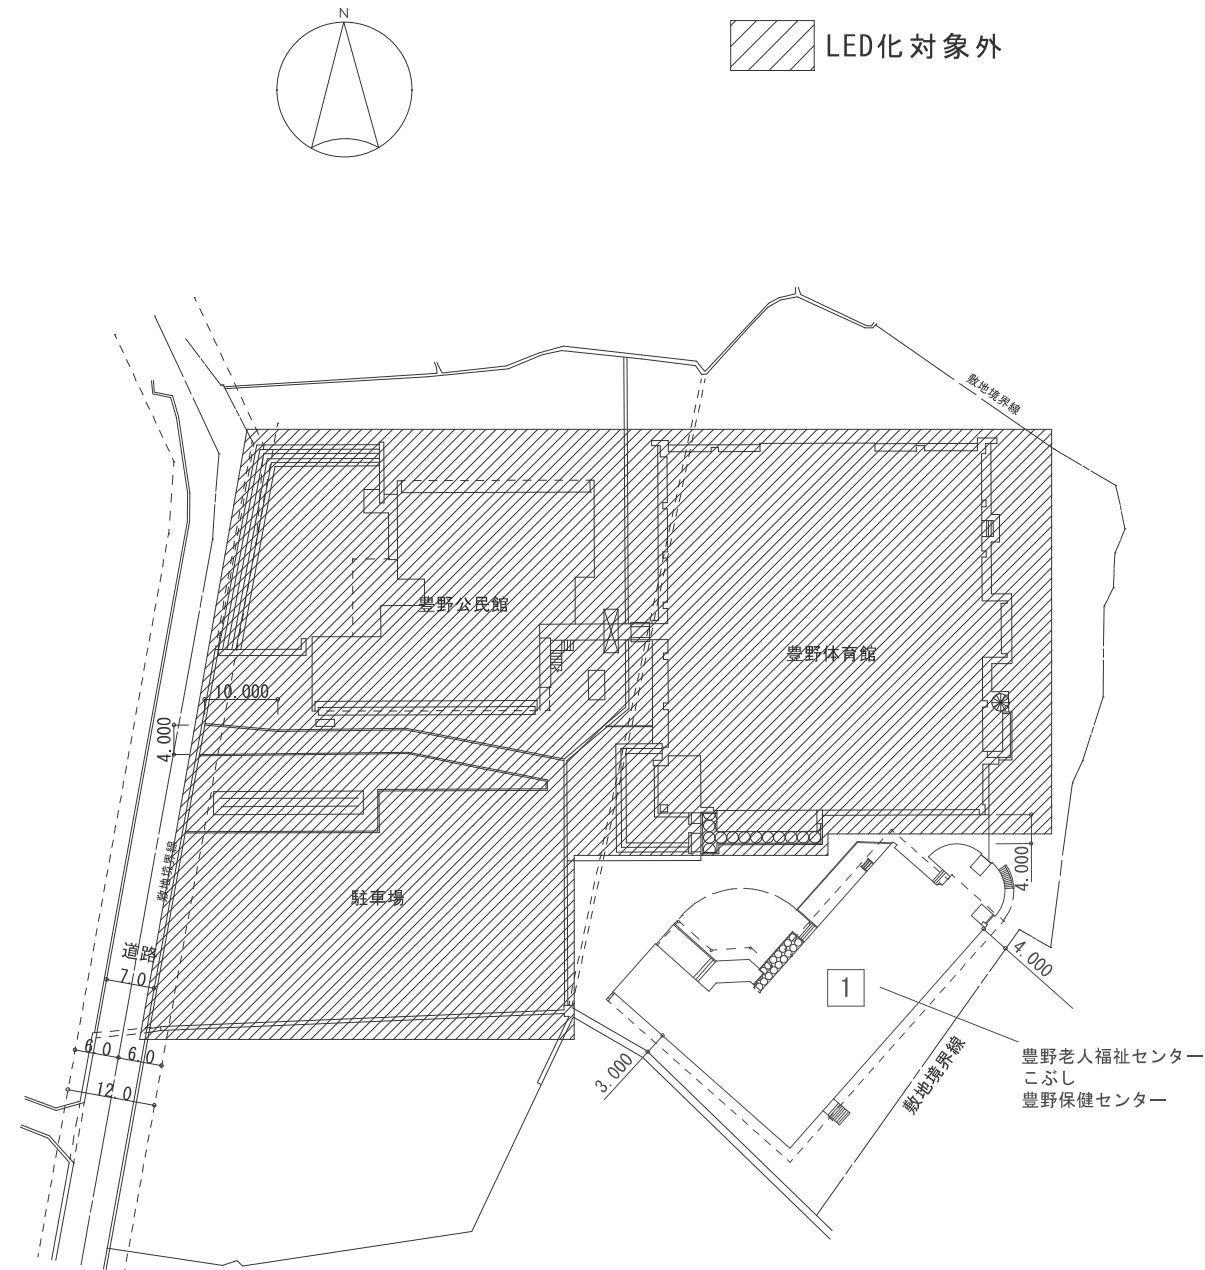 N
LED化対象外
敷地境界線
豊野公民館
豊野体育館
10.000
4.000
敷地境界線
4.000
駐車場
道路
7.0
4.000
1
6.0
6.0
12.0
3.000
敷地境界線
豊野老人福祉センター
こぶし
豊野保健センター